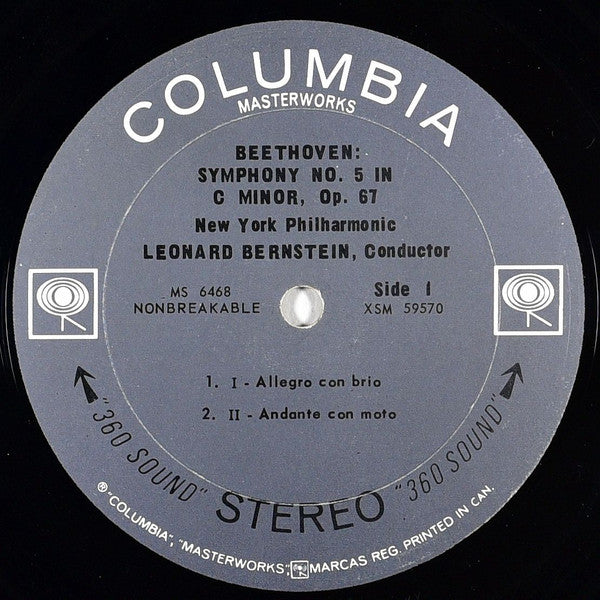 COLUMBIA
MASTERWORKS
BEETHOVEN:
SYMPHONY NO. 5 IN
C MINOR, Op. 67
New York Philharmonic
LEONARD BERNSTEIN, Conductor
MS 6468
NONBREAKABLE
Side 1
XSM 59570
1. I - Allegro con brio
2. II - Andante con moto
"360 SOUND" STEREO "360 SOUND"
® "COLUMBIA", "MASTERWORKS", MARCAS REG. PRINTED IN CAN.